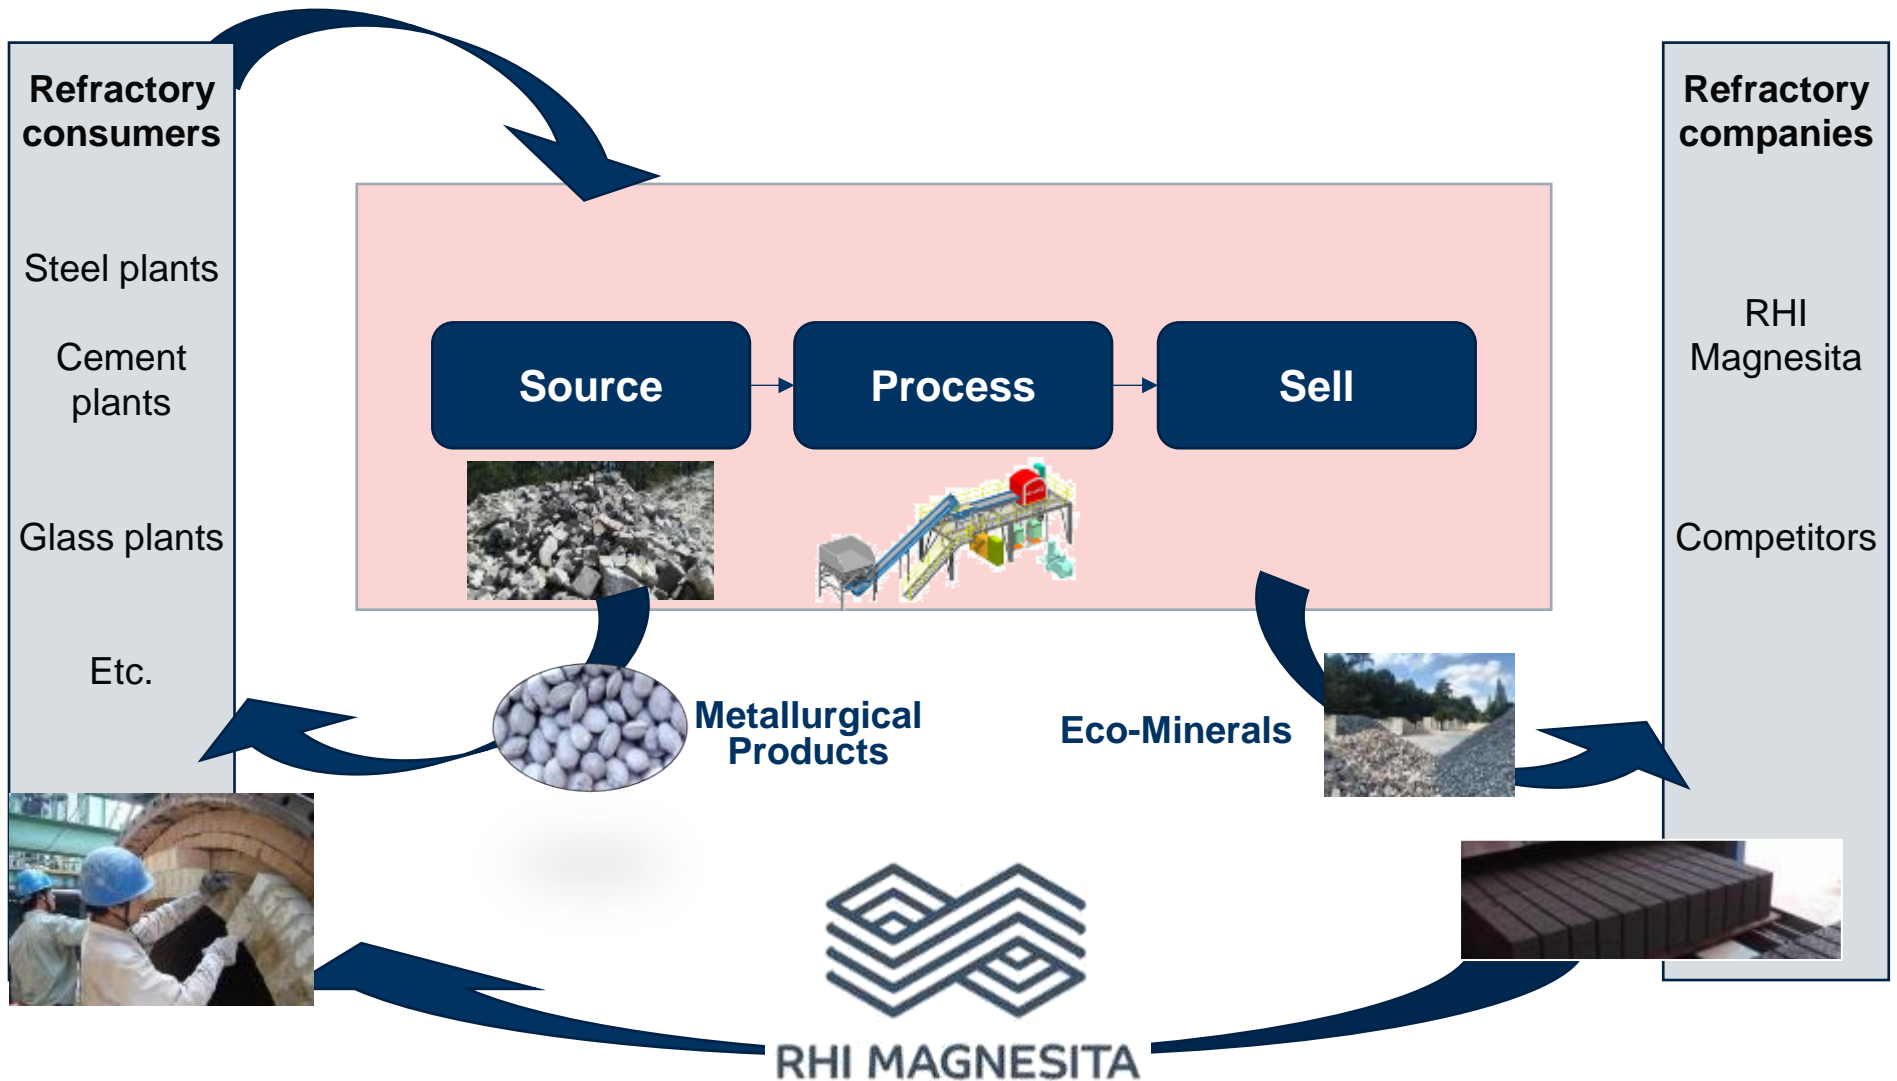 Refractory
consumers
Steel plants
Cement
plants
Glass plants
Etc.
Source
Process
Sell
Metallurgical
Products
Eco-Minerals
Refractory
companies
RHI
Magnesita
Competitors
RHI MAGNESITA